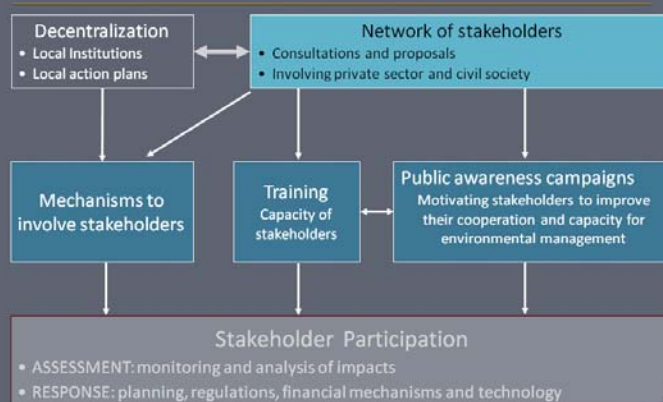 Decentralization
• Local Institutions
• Local action plans
Network of stakeholders
• Consultations and proposals
• Involving private sector and civil society
Mechanisms to
involve stakeholders
Training
Capacity of
stakeholders
Public awareness campaigns
Motivating stakeholders to improve
their cooperation and capacity for
environmental management
Stakeholder Participation
• ASSESSMENT: monitoring and analysis of impacts
• RESPONSE: planning, regulations, financial mechanisms and technology